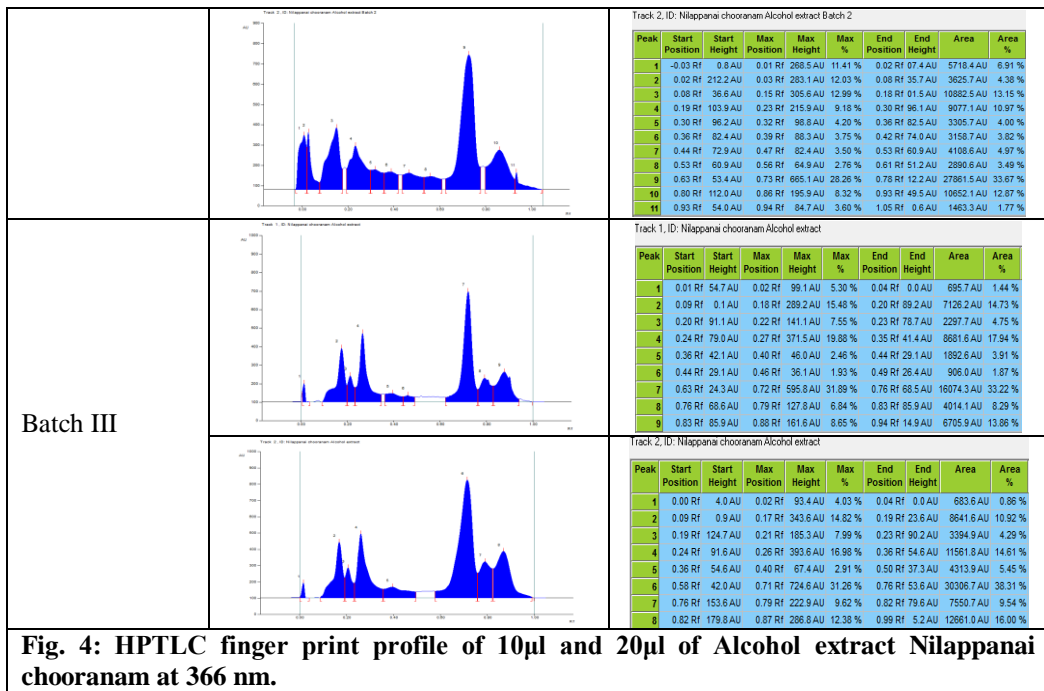 Track 2, ID: Nilappanai chooranam Alcohol extract Batch 2
Track 2, ID: Nilappanai chooranam Alcohol extract Batch 2
Peak Start Position Start Height Max Position Max Height Max % End Position End Height Area Area %
1 -0.03 Rf 0.8 AU 0.01 Rf 268.5 AU 11.41 % 0.02 Rf 07.4 AU 5718.4 AU 6.91 %
2 0.02 Rf 212.2 AU 0.03 Rf 283.1 AU 12.03 % 0.08 Rf 35.7 AU 3625.7 AU 4.38 %
3 0.08 Rf 36.6 AU 0.15 Rf 305.6 AU 12.99 % 0.18 Rf 01.5 AU 10882.5 AU 13.15 %
4 0.19 Rf 103.9 AU 0.23 Rf 215.9 AU 9.18 % 0.30 Rf 96.1 AU 9077.1 AU 10.97 %
5 0.30 Rf 96.2 AU 0.32 Rf 98.8 AU 4.20 % 0.36 Rf 82.5 AU 3305.7 AU 4.00 %
6 0.36 Rf 82.4 AU 0.39 Rf 88.3 AU 3.75 % 0.42 Rf 74.0 AU 3158.7 AU 3.82 %
7 0.44 Rf 72.9 AU 0.47 Rf 82.4 AU 3.50 % 0.53 Rf 60.9 AU 4108.6 AU 4.97 %
8 0.53 Rf 60.9 AU 0.56 Rf 64.9 AU 2.76 % 0.61 Rf 51.2 AU 2890.6 AU 3.49 %
9 0.63 Rf 53.4 AU 0.73 Rf 665.1 AU 28.26 % 0.78 Rf 12.2 AU 27861.5 AU 33.67 %
10 0.80 Rf 112.0 AU 0.86 Rf 195.9 AU 8.32 % 0.93 Rf 49.5 AU 10652.1 AU 12.87 %
11 0.93 Rf 54.0 AU 0.94 Rf 84.7 AU 3.60 % 1.05 Rf 0.6 AU 1463.3 AU 1.77 %
Batch III
Track 1, ID: Nilappanai chooranam Alcohol extract
Track 1, ID: Nilappanai chooranam Alcohol extract
Peak Start Position Start Height Max Position Max Height Max % End Position End Height Area Area %
1 0.01 Rf 54.7 AU 0.02 Rf 99.1 AU 5.30 % 0.04 Rf 0.0 AU 695.7 AU 1.44 %
2 0.09 Rf 0.1 AU 0.18 Rf 289.2 AU 15.48 % 0.20 Rf 89.2 AU 7126.2 AU 14.73 %
3 0.20 Rf 91.1 AU 0.22 Rf 141.1 AU 7.55 % 0.23 Rf 78.7 AU 2297.7 AU 4.75 %
4 0.24 Rf 79.0 AU 0.27 Rf 371.5 AU 19.88 % 0.35 Rf 41.4 AU 8681.6 AU 17.94 %
5 0.36 Rf 42.1 AU 0.40 Rf 46.0 AU 2.46 % 0.44 Rf 29.1 AU 1892.6 AU 3.91 %
6 0.44 Rf 29.1 AU 0.46 Rf 36.1 AU 1.93 % 0.49 Rf 26.4 AU 906.0 AU 1.87 %
7 0.63 Rf 24.3 AU 0.72 Rf 595.8 AU 31.89 % 0.76 Rf 68.5 AU 16074.3 AU 33.22 %
8 0.76 Rf 68.6 AU 0.79 Rf 127.8 AU 6.84 % 0.83 Rf 85.9 AU 4014.1 AU 8.29 %
9 0.83 Rf 85.9 AU 0.88 Rf 161.6 AU 8.65 % 0.94 Rf 14.9 AU 6705.9 AU 13.86 %
Track 2, ID: Nilappanai chooranam Alcohol extract
Track 2, ID: Nilappanai chooranam Alcohol extract
Peak Start Position Start Height Max Position Max Height Max % End Position End Height Area Area %
1 0.00 Rf 4.0 AU 0.02 Rf 93.4 AU 4.03 % 0.04 Rf 0.0 AU 683.6 AU 0.86 %
2 0.09 Rf 0.9 AU 0.17 Rf 343.6 AU 14.82 % 0.19 Rf 23.6 AU 8641.6 AU 10.92 %
3 0.19 Rf 124.7 AU 0.21 Rf 185.3 AU 7.99 % 0.23 Rf 90.2 AU 3394.9 AU 4.29 %
4 0.24 Rf 91.6 AU 0.26 Rf 393.6 AU 16.98 % 0.36 Rf 54.6 AU 11561.8 AU 14.61 %
5 0.36 Rf 54.6 AU 0.40 Rf 67.4 AU 2.91 % 0.50 Rf 37.3 AU 4313.9 AU 5.45 %
6 0.58 Rf 42.0 AU 0.71 Rf 724.6 AU 31.26 % 0.76 Rf 53.6 AU 30306.7 AU 38.31 %
7 0.76 Rf 153.6 AU 0.79 Rf 222.9 AU 9.62 % 0.82 Rf 79.6 AU 7550.7 AU 9.54 %
8 0.82 Rf 179.8 AU 0.87 Rf 286.8 AU 12.38 % 0.99 Rf 5.2 AU 12661.0 AU 16.00 %
Fig. 4: HPTLC finger print profile of 10µl and 20µl of Alcohol extract Nilappanai
chooranam at 366 nm.